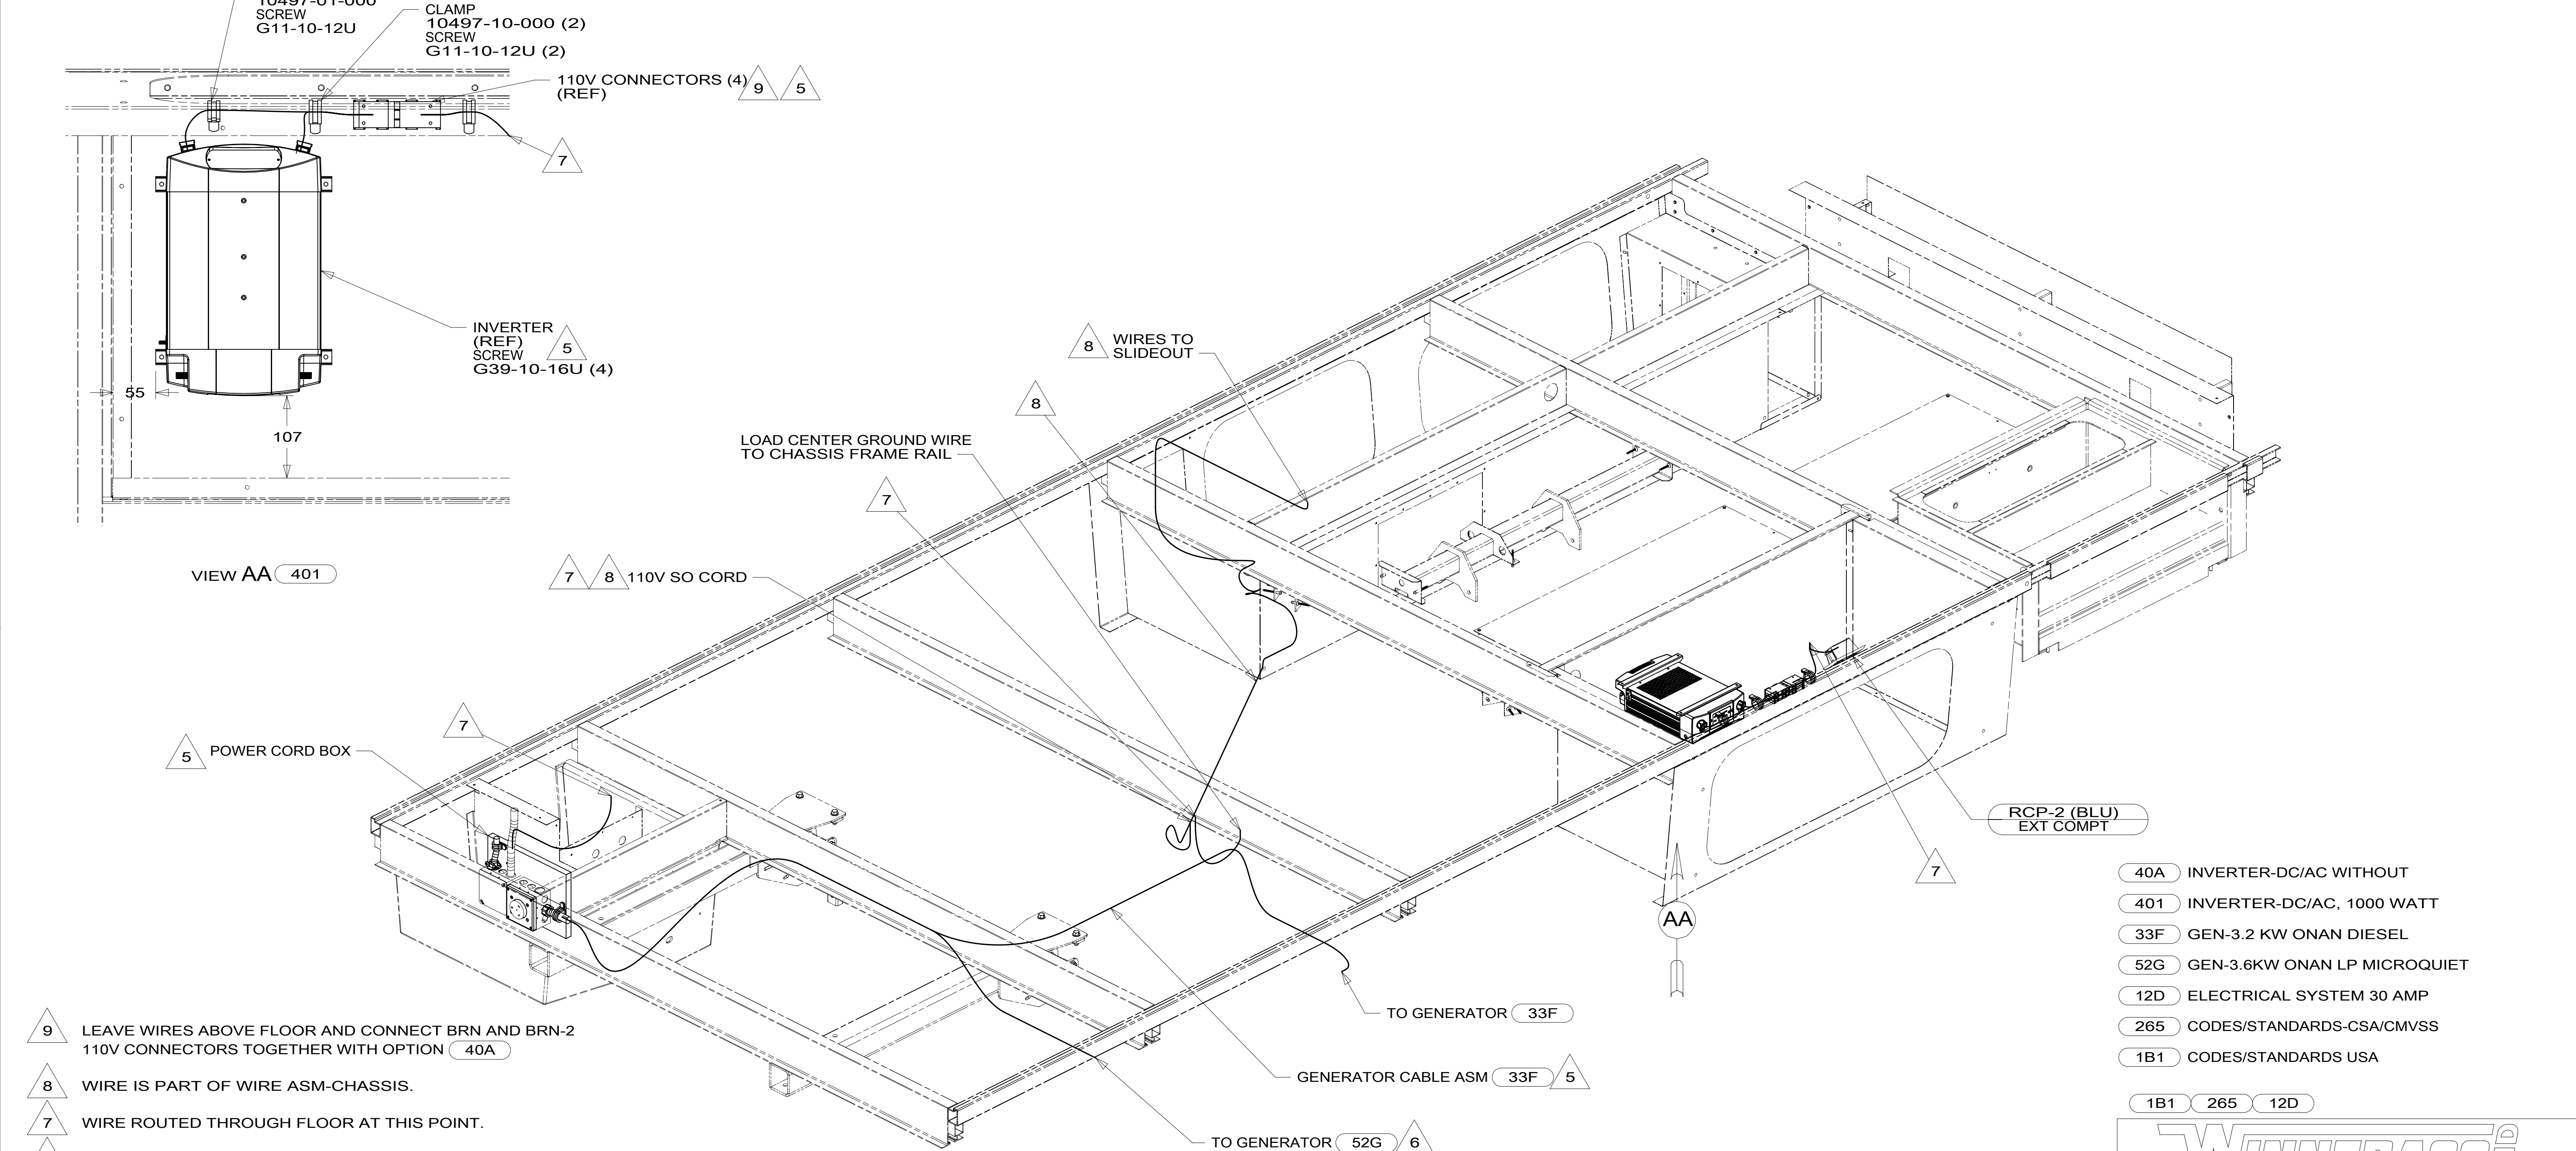 10497-01-000
SCREW
G11-10-12U
CLAMP
10497-10-000 (2)
SCREW
G11-10-12U (2)
110V CONNECTORS (4)
(REF)
9
5
7
INVERTER
(REF)
SCREW
5
G39-10-16U (4)
55
107
VIEW AA 401
8
WIRES TO
SLIDEOUT
8
LOAD CENTER GROUND WIRE
TO CHASSIS FRAME RAIL
7
7 8 110V SO CORD
7
5 POWER CORD BOX
RCP-2 (BLU)
EXT COMPT
7
AA
TO GENERATOR 33F
GENERATOR CABLE ASM 33F 5
TO GENERATOR 52G 6
9 LEAVE WIRES ABOVE FLOOR AND CONNECT BRN AND BRN-2
110V CONNECTORS TOGETHER WITH OPTION 40A
8 WIRE IS PART OF WIRE ASM-CHASSIS.
7 WIRE ROUTED THROUGH FLOOR AT THIS POINT.
40A INVERTER-DC/AC WITHOUT
401 INVERTER-DC/AC, 1000 WATT
33F GEN-3.2 KW ONAN DIESEL
52G GEN-3.6KW ONAN LP MICROQUIET
12D ELECTRICAL SYSTEM 30 AMP
265 CODES/STANDARDS-CSA/CMVSS
1B1 CODES/STANDARDS USA
1B1 265 12D